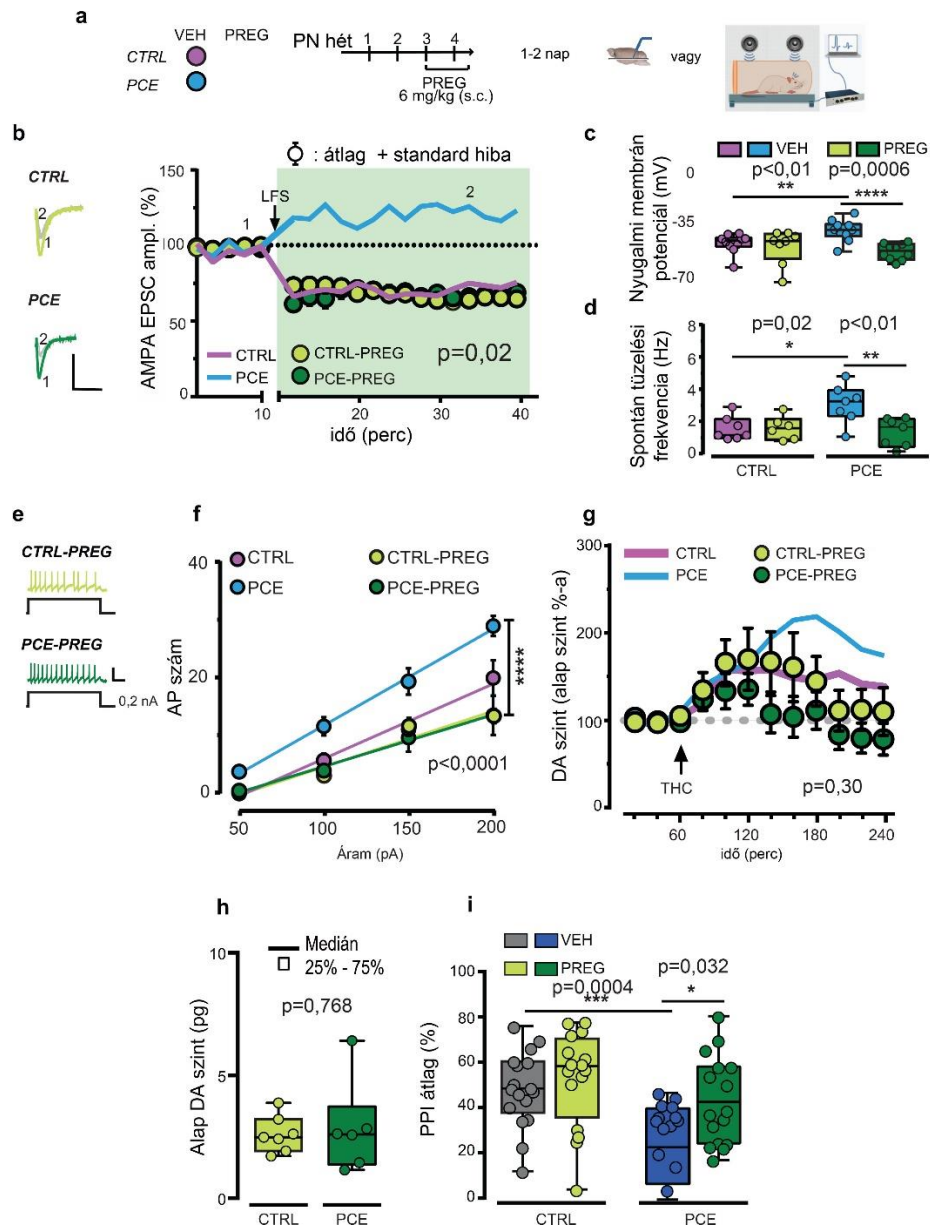 a
VEH PREG
CTRL
PCE
PN hét 1 2 3 4
PREG
6 mg/kg (s.c.)
1-2 nap
vagy
b
CTRL
2
1
PCE
2
1
: átlag + standard hiba
AMPA EPSC ampl. (%)
150
100
50
0
LFS
1
2
CTRL
PCE
CTRL-PREG
PCE-PREG
p=0,02
10 20 30 40
idő (perc)
c
VEH PREG
p<0,01 p=0,0006
** ****
Nyugalmi membrán
potenciál (mV)
0
-35
-70
d
p=0,02 p<0,01
* **
Spontán tüzelési
frekvencia (Hz)
6
4
2
0
CTRL PCE
e
CTRL-PREG
PCE-PREG
0,2 nA
f
CTRL CTRL-PREG
PCE PCE-PREG
AP szám
40
20
0
****
p<0,0001
50 100 150 200
Áram (pA)
g
CTRL CTRL-PREG
PCE PCE-PREG
DA szint (alap szint %-a)
300
200
100
0
THC
p=0,30
0 60 120 180 240
idő (perc)
h
Medián
25% - 75%
p=0,768
Alap DA szint (pg)
10
5
0
CTRL PCE
i
VEH
PREG
p=0,032
p=0,0004
*** *
PPI átlag (%)
100
80
60
40
20
0
CTRL PCE